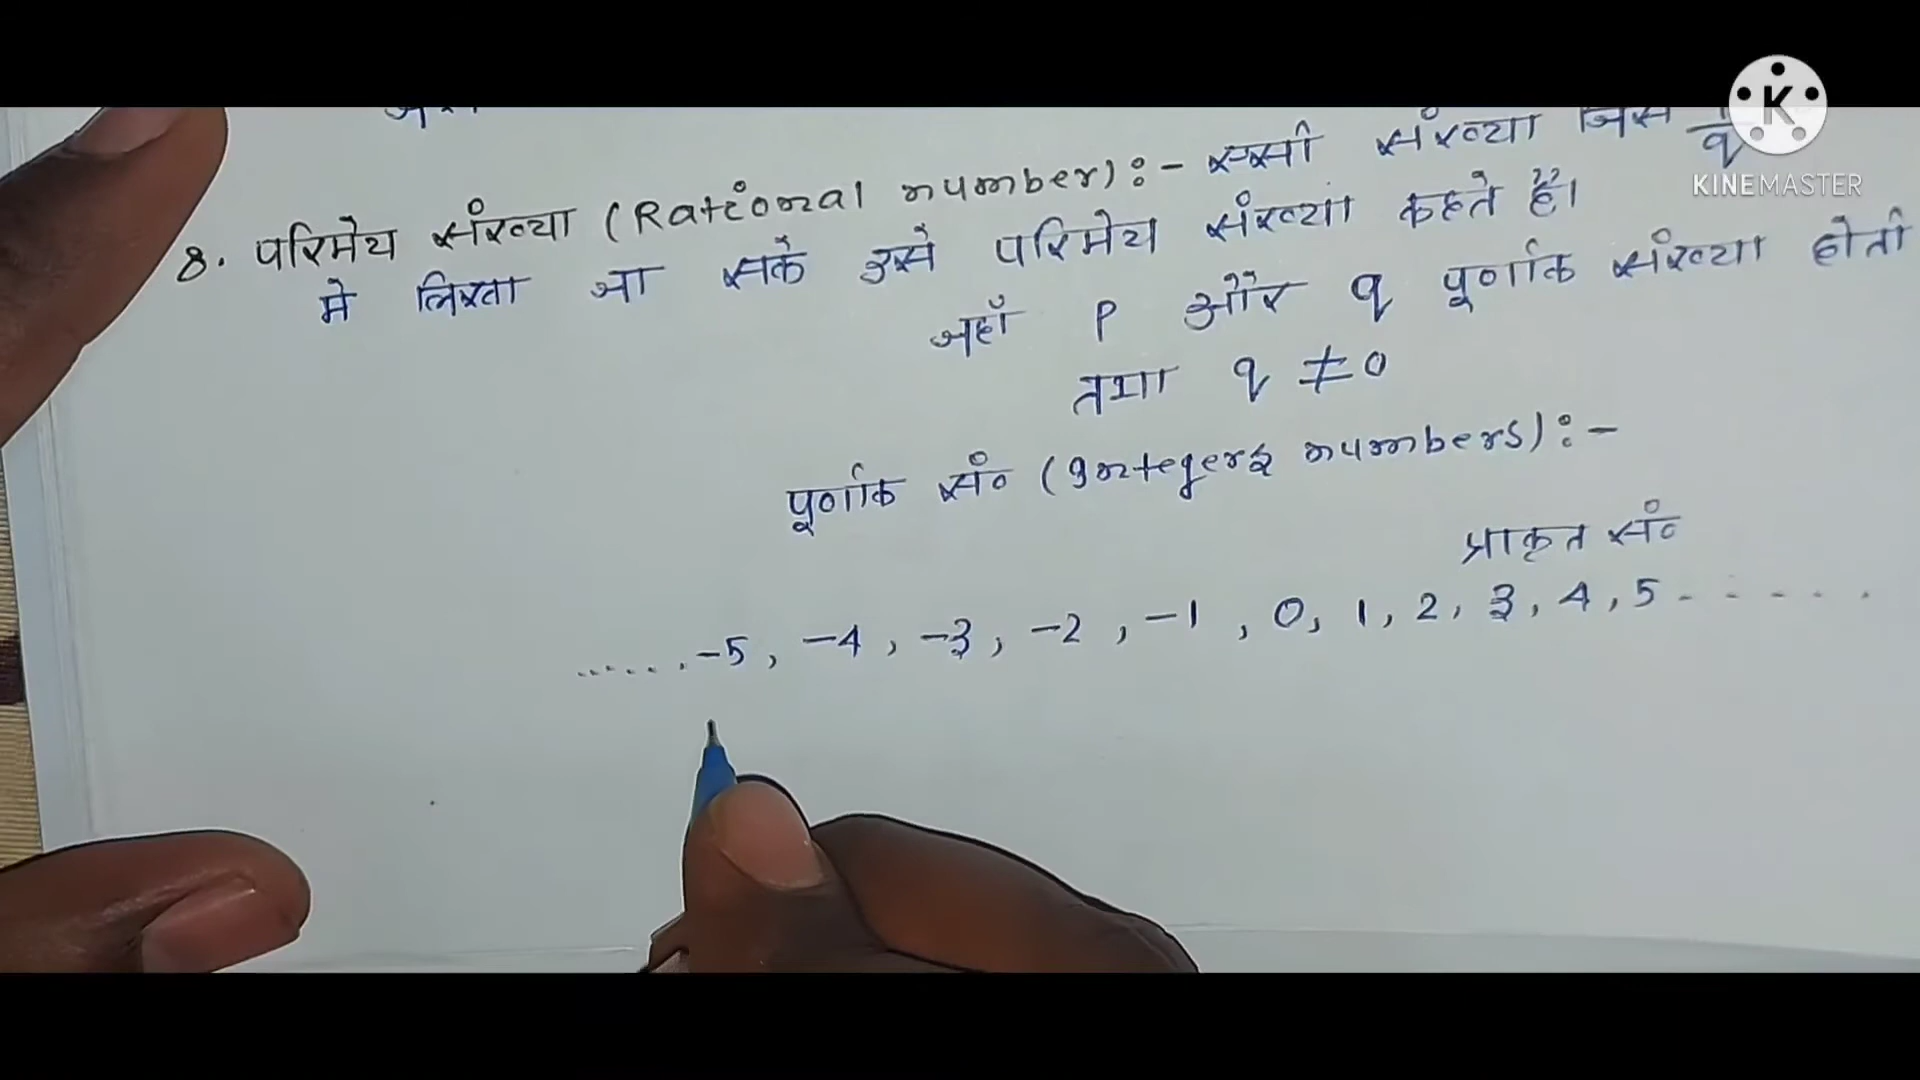 8. परिमेय संख्या (Rational number):- एसी संख्या जिसे
q
में लिखा जा सके उसे परिमेय संख्या कहते हैं।
जहाँ P और q पूर्णांक संख्या होती
तथा q ≠ 0
पूर्णांक सं० (Integers numbers):-
प्राकृत सं०
......-5, -4, -3, -2, -1, 0, 1, 2, 3, 4, 5------
K
KINEMASTER